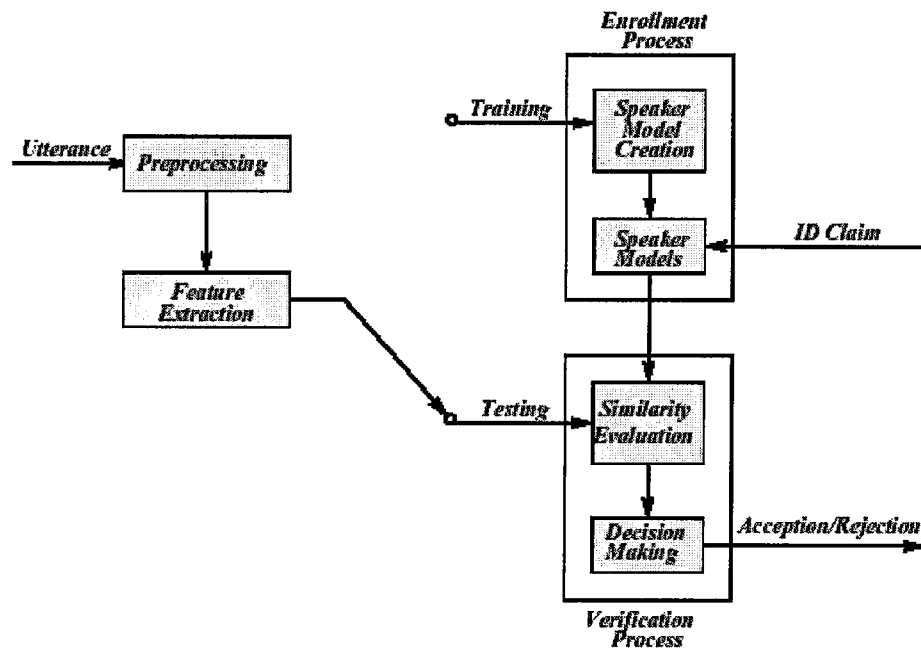 Enrollment
Process
Training
Speaker
Model
Creation
Utterance
Preprocessing
Speaker
Models
ID Claim
Feature
Extraction
Testing
Similarity
Evaluation
Decision
Making
Acception/Rejection
Verification
Process